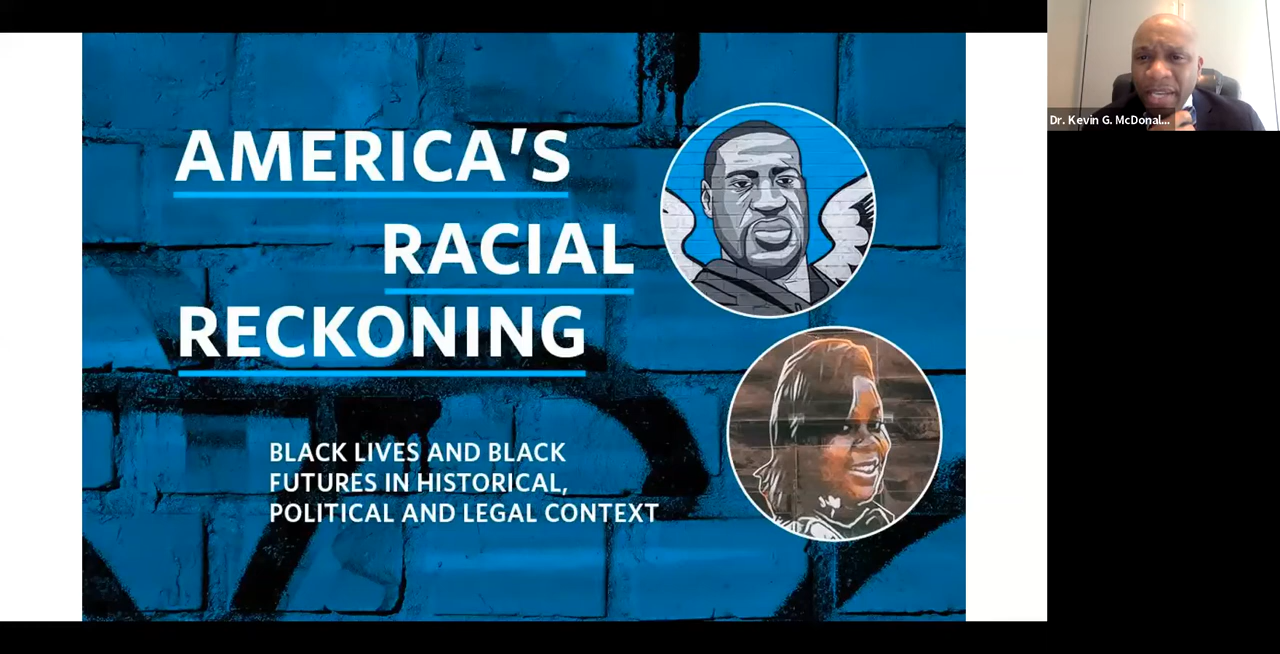 AMERICA'S
RACIAL
RECKONING
BLACK LIVES AND BLACK
FUTURES IN HISTORICAL,
POLITICAL AND LEGAL CONTEXT
Dr. Kevin G. McDonal...